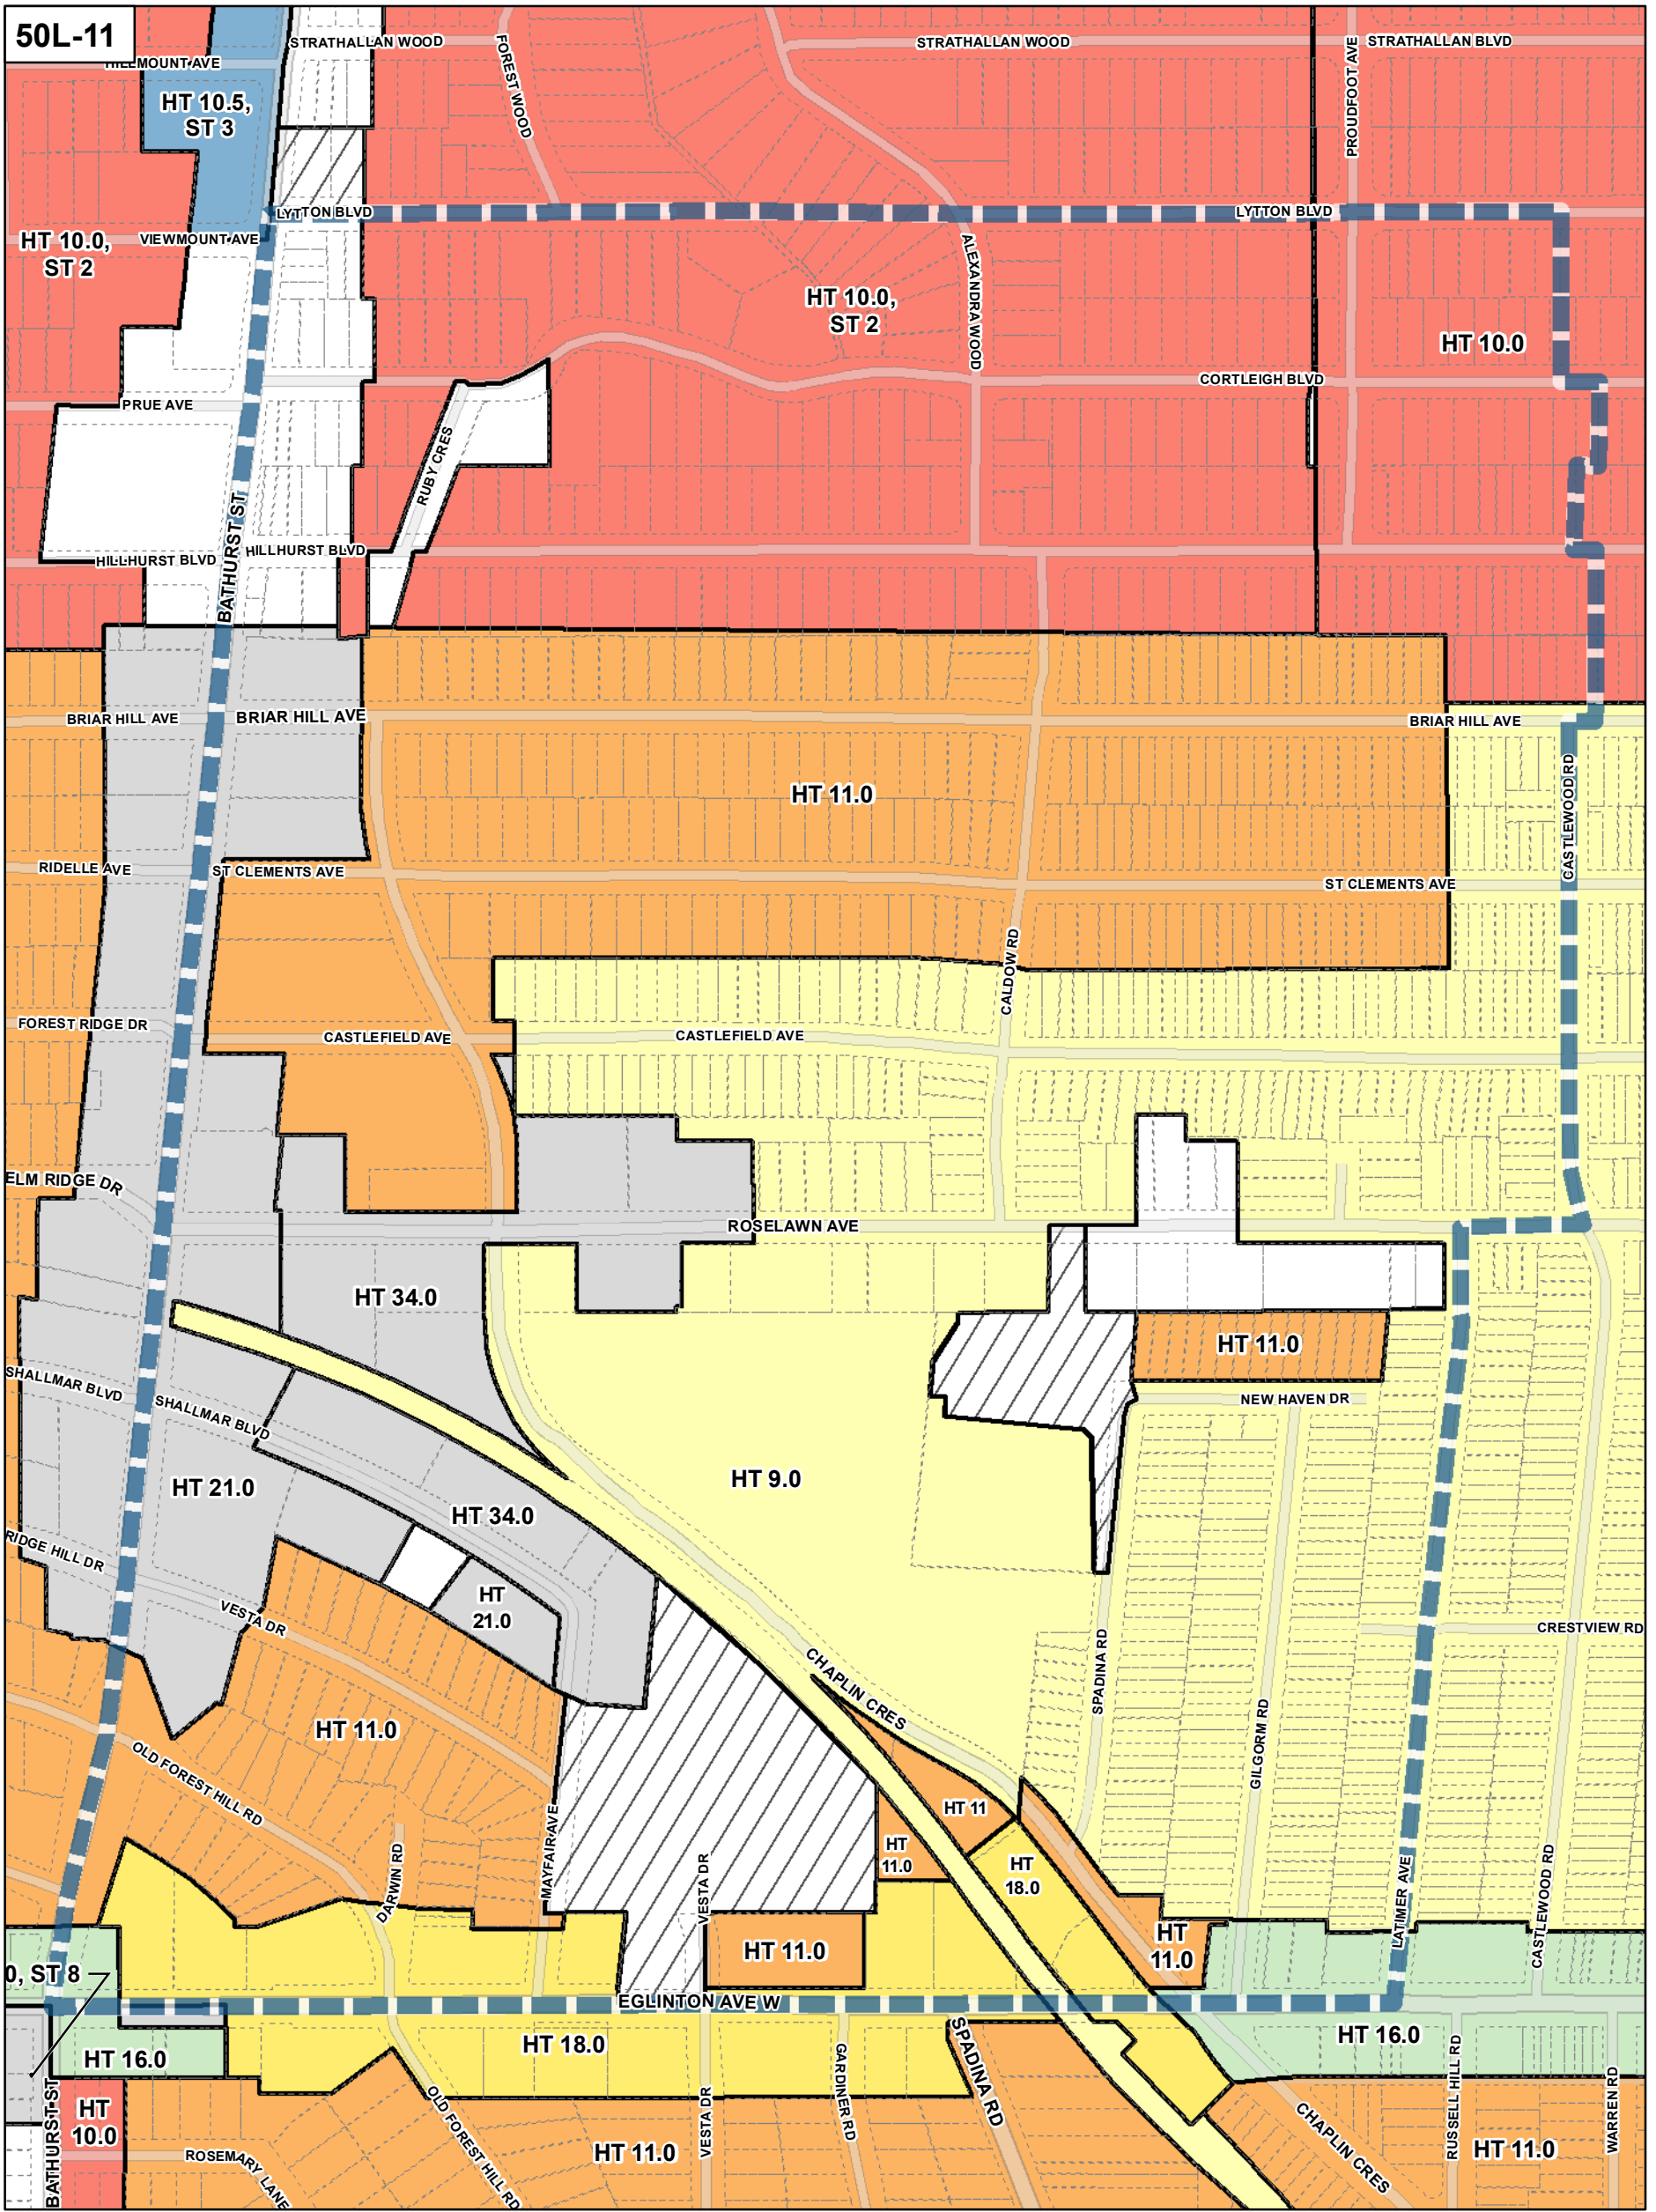 50L-11
STRATHALLAN WOOD
STRATHALLAN WOOD
STRATHALLAN BLVD
HILLMOUNT AVE
FOREST WOOD
PROUDFOOT AVE
HT 10.5,
ST 3
LYTTON BLVD
LYTTON BLVD
VIEWMOUNT AVE
HT 10.0,
ST 2
ALEXANDRA WOOD
HT 10.0,
ST 2
HT 10.0
CORTLEIGH BLVD
PRUE AVE
RUBY CRES
BATHURST ST
HILLHURST BLVD
HILLHURST BLVD
BRIAR HILL AVE
BRIAR HILL AVE
BRIAR HILL AVE
HT 11.0
CASTLEWOOD RD
RIDELLE AVE
ST CLEMENTS AVE
ST CLEMENTS AVE
CALDOW RD
FOREST RIDGE DR
CASTLEFIELD AVE
CASTLEFIELD AVE
ELM RIDGE DR
ROSELAWN AVE
HT 34.0
HT 11.0
SHALLMAR BLVD
SHALLMAR BLVD
NEW HAVEN DR
HT 21.0
HT 9.0
HT 34.0
RIDGE HILL DR
HT
21.0
VESTA DR
CRESTVIEW RD
SPADINA RD
CHAPLIN CRES
GILGORM RD
HT 11.0
OLD FOREST HILL RD
HT 11
MAYFAIR AVE
HT
11.0
HT
18.0
DARWIN RD
VESTA DR
LATIMER AVE
CASTLEWOOD RD
HT 11.0
HT
11.0
0, ST 8
EGLINTON AVE W
HT 16.0
HT 18.0
HT 16.0
SPADINA RD
GARDINER RD
RUSSELL HILL RD
WARREN RD
BATHURST ST
HT
10.0
OLD FOREST HILL RD
VESTA DR
CHAPLIN CRES
HT 11.0
HT 11.0
ROSEMARY LANE